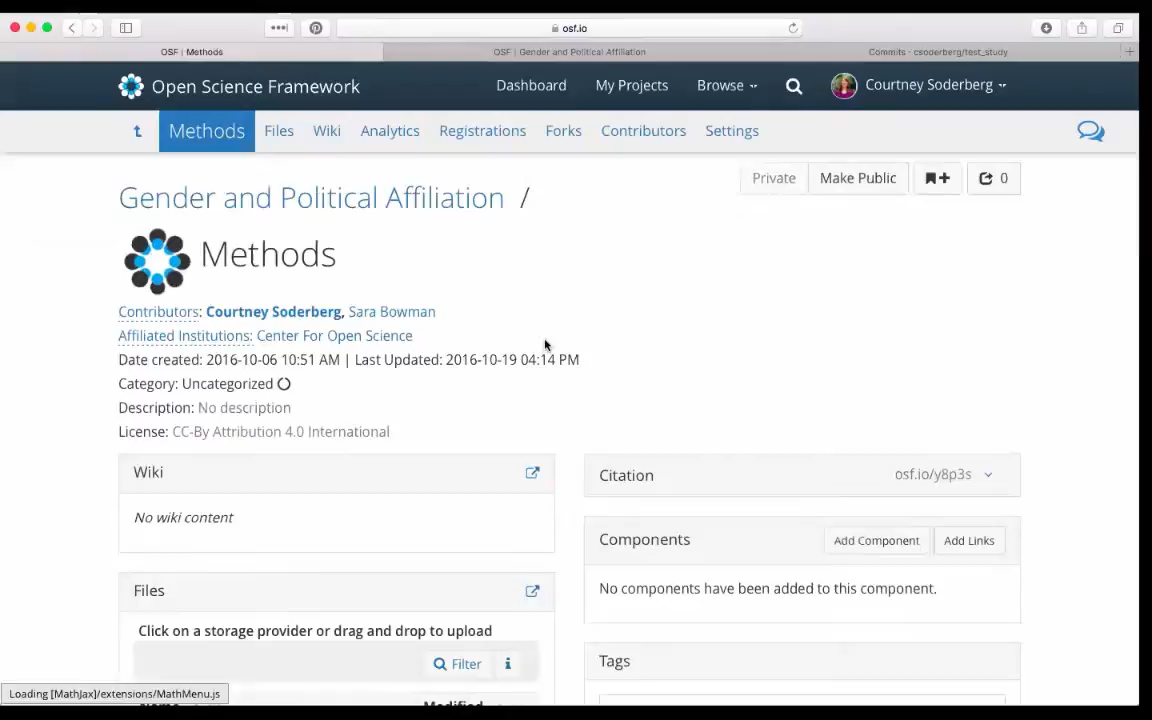 osf.io
OSF | Methods
OSF | Gender and Political Affiliation
Commits - csoderberg/test_study
Open Science Framework
Dashboard
My Projects
Browse
Courtney Soderberg
Methods
Files
Wiki
Analytics
Registrations
Forks
Contributors
Settings
Private
Make Public
0
Gender and Political Affiliation /
Methods
Contributors: Courtney Soderberg, Sara Bowman
Affiliated Institutions: Center For Open Science
Date created: 2016-10-06 10:51 AM | Last Updated: 2016-10-19 04:14 PM
Category: Uncategorized
Description: No description
License: CC-By Attribution 4.0 International
Wiki
No wiki content
Citation
osf.io/y8p3s
Components
Add Component
Add Links
No components have been added to this component.
Files
Click on a storage provider or drag and drop to upload
Filter
Tags
Loading [MathJax]/extensions/MathMenu.js
Modified